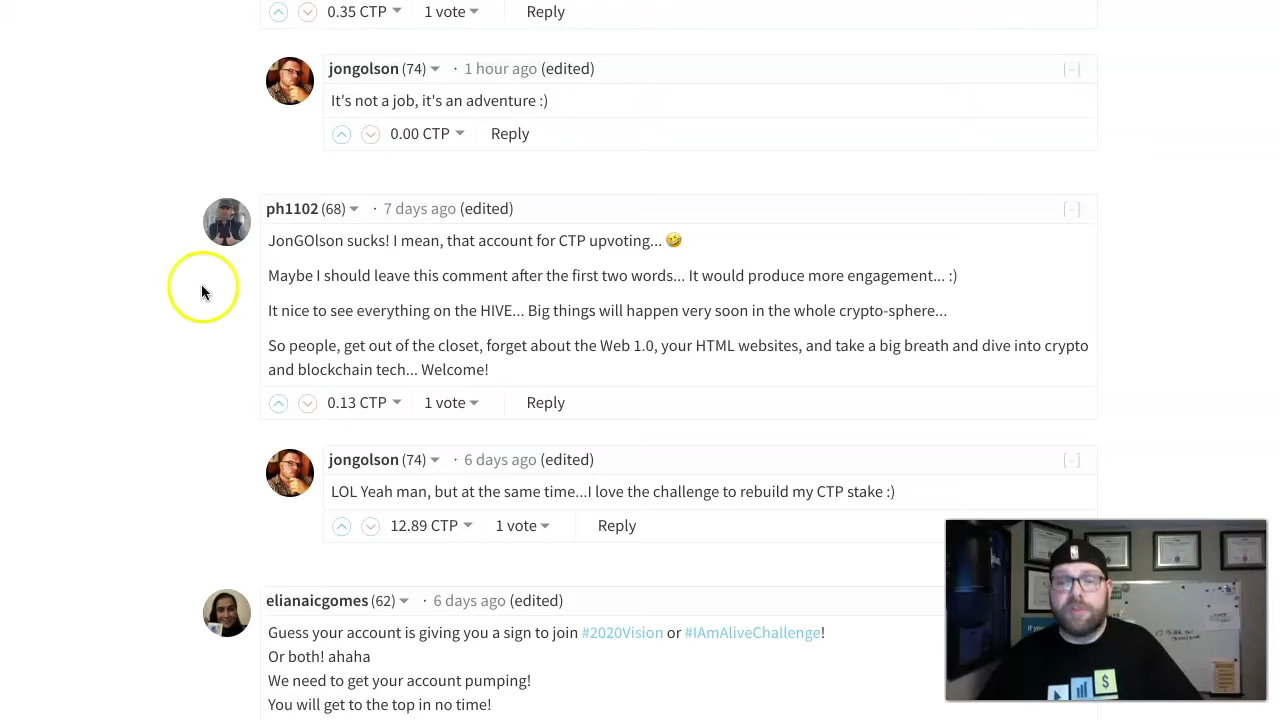 0.35 CTP 1 vote Reply
jongolson (74) · 1 hour ago (edited) [-]
It's not a job, it's an adventure :)
0.00 CTP Reply
ph1102 (68) · 7 days ago (edited) [-]
JonGOlson sucks! I mean, that account for CTP upvoting... 🤣
Maybe I should leave this comment after the first two words... It would produce more engagement... :)
It nice to see everything on the HIVE... Big things will happen very soon in the whole crypto-sphere...
So people, get out of the closet, forget about the Web 1.0, your HTML websites, and take a big breath and dive into crypto
and blockchain tech... Welcome!
0.13 CTP 1 vote Reply
jongolson (74) · 6 days ago (edited) [-]
LOL Yeah man, but at the same time...I love the challenge to rebuild my CTP stake :)
12.89 CTP 1 vote Reply
elianaicgomes (62) · 6 days ago (edited)
Guess your account is giving you a sign to join #2020Vision or #IAmAliveChallenge!
Or both! ahaha
We need to get your account pumping!
You will get to the top in no time!